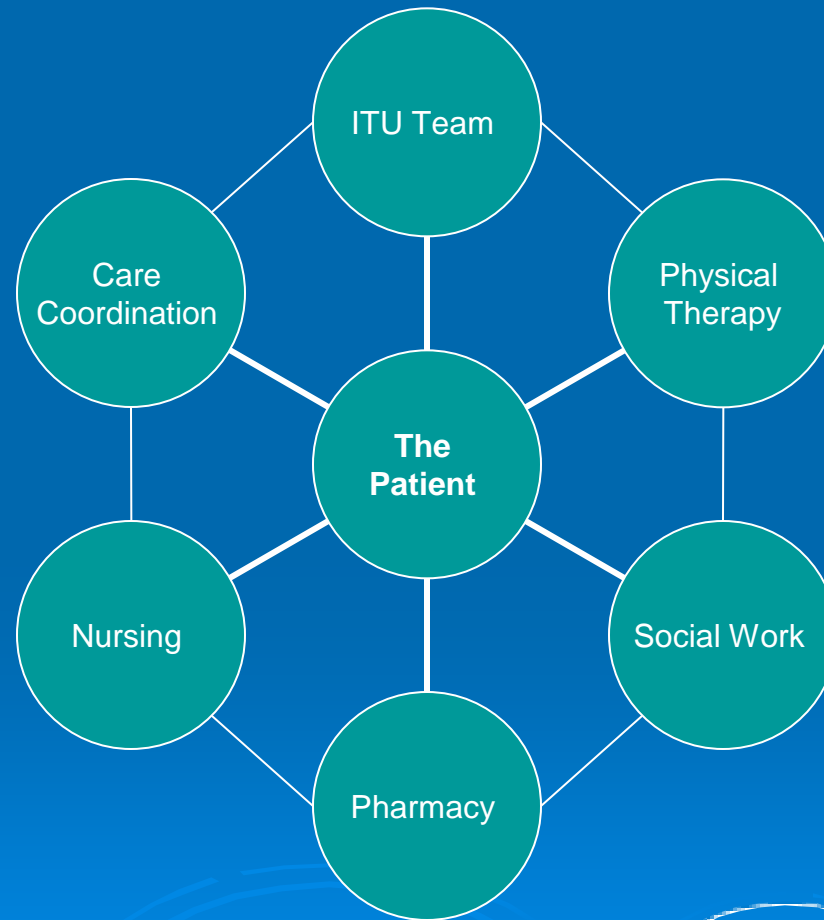 ITU Team
Care
Coordination
Physical
Therapy
The
Patient
Nursing
Social Work
Pharmacy